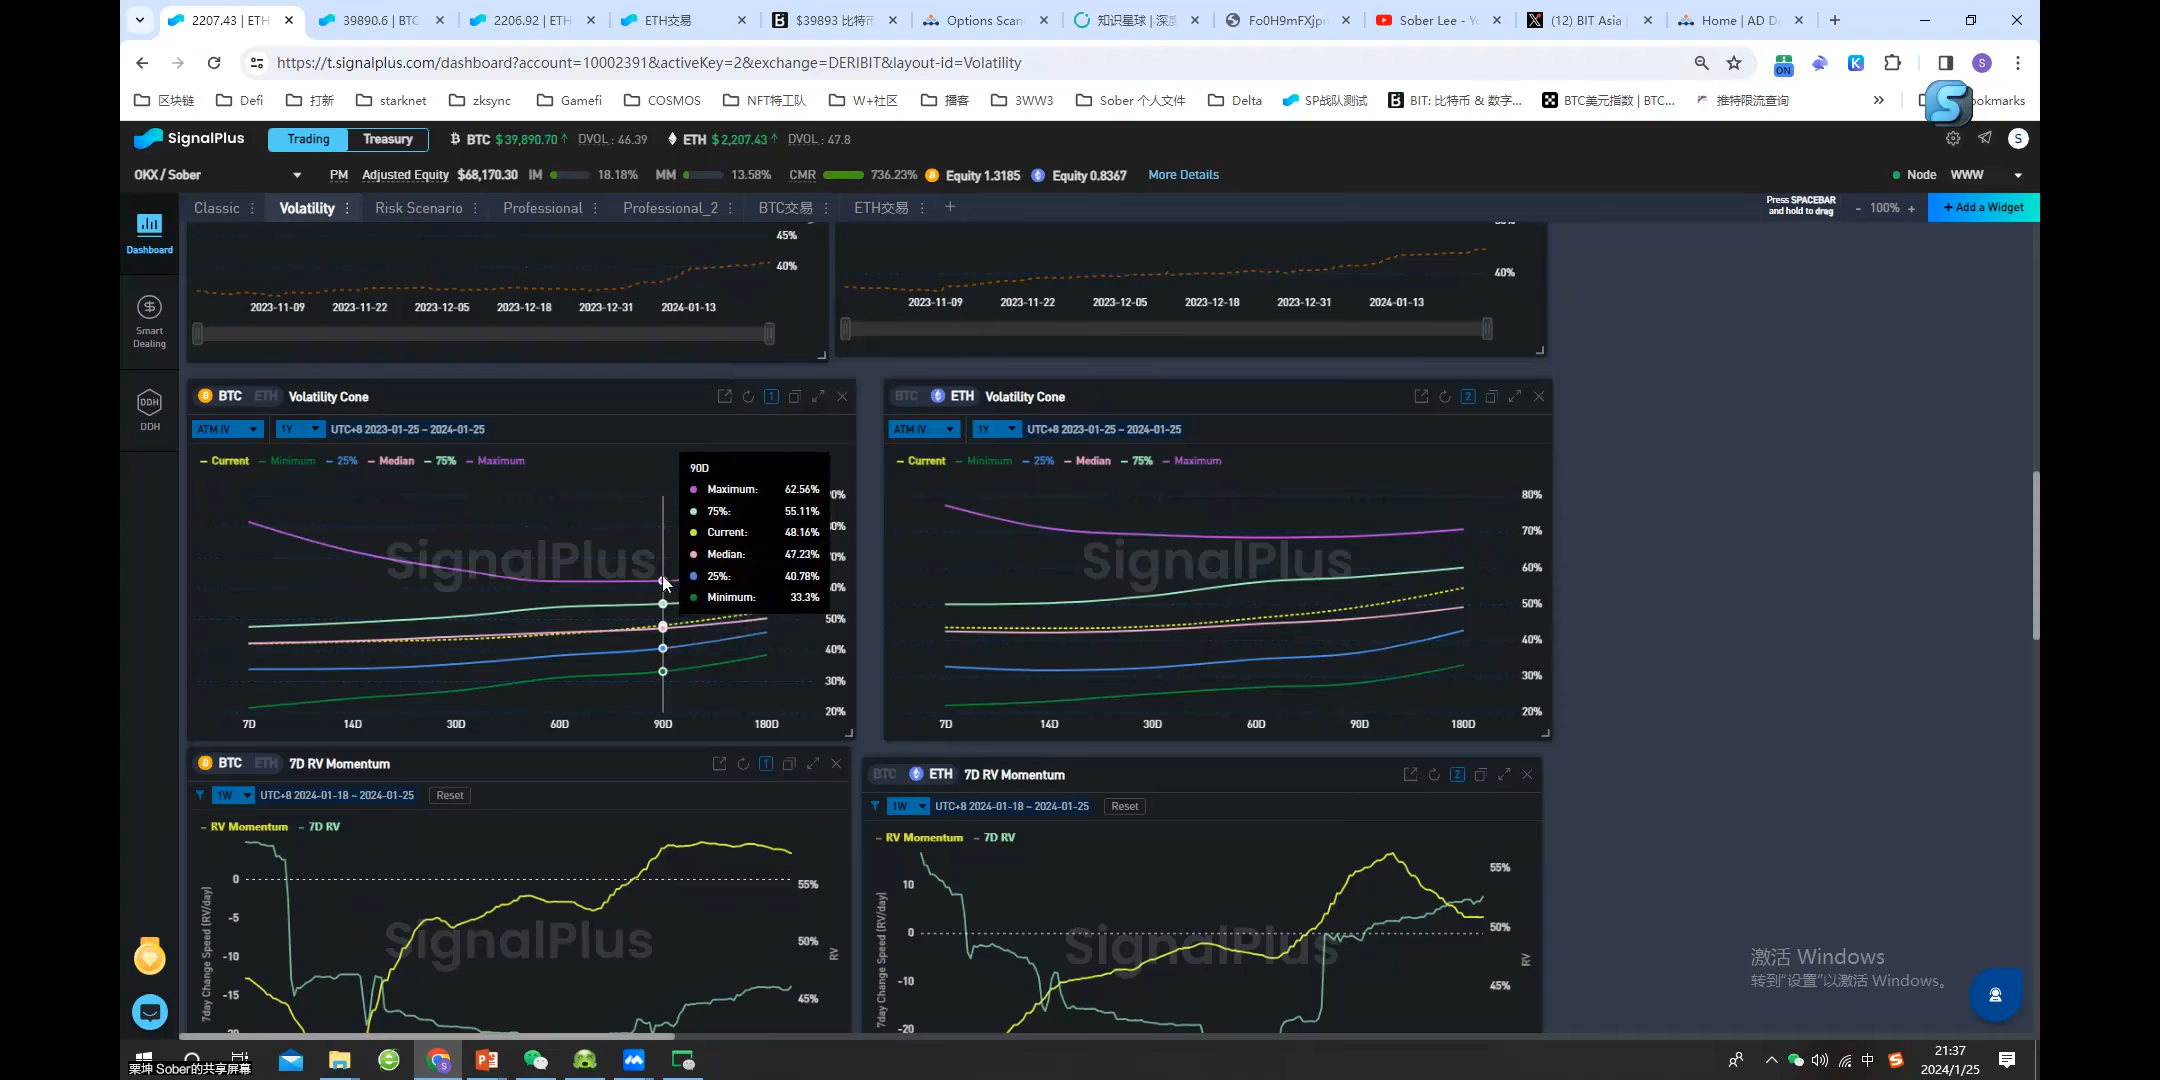 2207.43 | ETH
39890.6 | BTC
2206.92 | ETH
ETH交易
$39893 比特币
Options Scan
知识星球 | 深度
Fo0H9mFXjpr
Sober Lee - Yo
(12) BIT Asia
Home | AD D
https://t.signalplus.com/dashboard?account=10002391&activeKey=2&exchange=DERIBIT&layout-id=Volatility
ON
S
区块链
Defi
打新
starknet
zksync
Gamefi
COSMOS
NFT特工队
W+社区
播客
3WW3
Sober 个人文件
Delta
SP战队测试
BIT: 比特币 & 数字...
BTC美元指数 | BTC...
推特限流查询
ookmarks
SignalPlus
Trading
Treasury
BTC $39,890.70↑ DVOL: 46.39
ETH $2,207.43↑ DVOL: 47.8
S
OKX / Sober
PM Adjusted Equity $68,170.30 IM 18.18% MM 13.58% CMR 736.23% Equity 1.3185 Equity 0.8367 More Details
Node WWW
Classic
Volatility
Risk Scenario
Professional
Professional_2
BTC交易
ETH交易
+
Press SPACEBAR
and hold to drag
- 100% +
+ Add a Widget
Dashboard
Smart
Dealing
DDH
DDH
45%
40%
2023-11-09 2023-11-22 2023-12-05 2023-12-18 2023-12-31 2024-01-13
40%
2023-11-09 2023-11-22 2023-12-05 2023-12-18 2023-12-31 2024-01-13
BTC ETH Volatility Cone
1
ATM IV 1Y UTC+8 2023-01-25 ~ 2024-01-25
Current Minimum 25% Median 75% Maximum
90D
Maximum: 62.56%
75%: 55.11%
Current: 48.16%
Median: 47.23%
25%: 40.78%
Minimum: 33.3%
SignalPlus
50%
40%
30%
20%
7D 14D 30D 60D 90D 180D
BTC ETH Volatility Cone
2
ATM IV 1Y UTC+8 2023-01-25 ~ 2024-01-25
Current Minimum 25% Median 75% Maximum
SignalPlus
80%
70%
60%
50%
40%
30%
20%
7D 14D 30D 60D 90D 180D
BTC ETH 7D RV Momentum
1
1W UTC+8 2024-01-18 ~ 2024-01-25 Reset
RV Momentum 7D RV
0
-5
-10
-15
7day Change Speed (RV/day)
SignalPlus
55%
50%
45%
RV
BTC ETH 7D RV Momentum
2
1W UTC+8 2024-01-18 ~ 2024-01-25 Reset
RV Momentum 7D RV
10
0
-10
-20
7day Change Speed (RV/day)
SignalPlus
55%
50%
45%
RV
激活 Windows
转到“设置”以激活 Windows。
栗坤 Sober的共享屏幕
中
21:37
2024/1/25